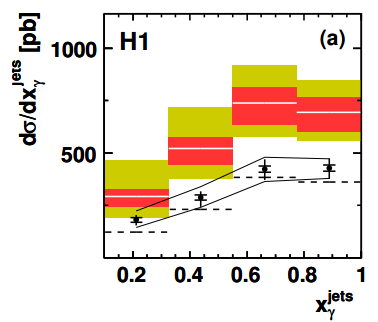 dσ/dx_γ^jets [pb]
H1
(a)
1000
500
0.2 0.4 0.6 0.8 1
x_γ^jets